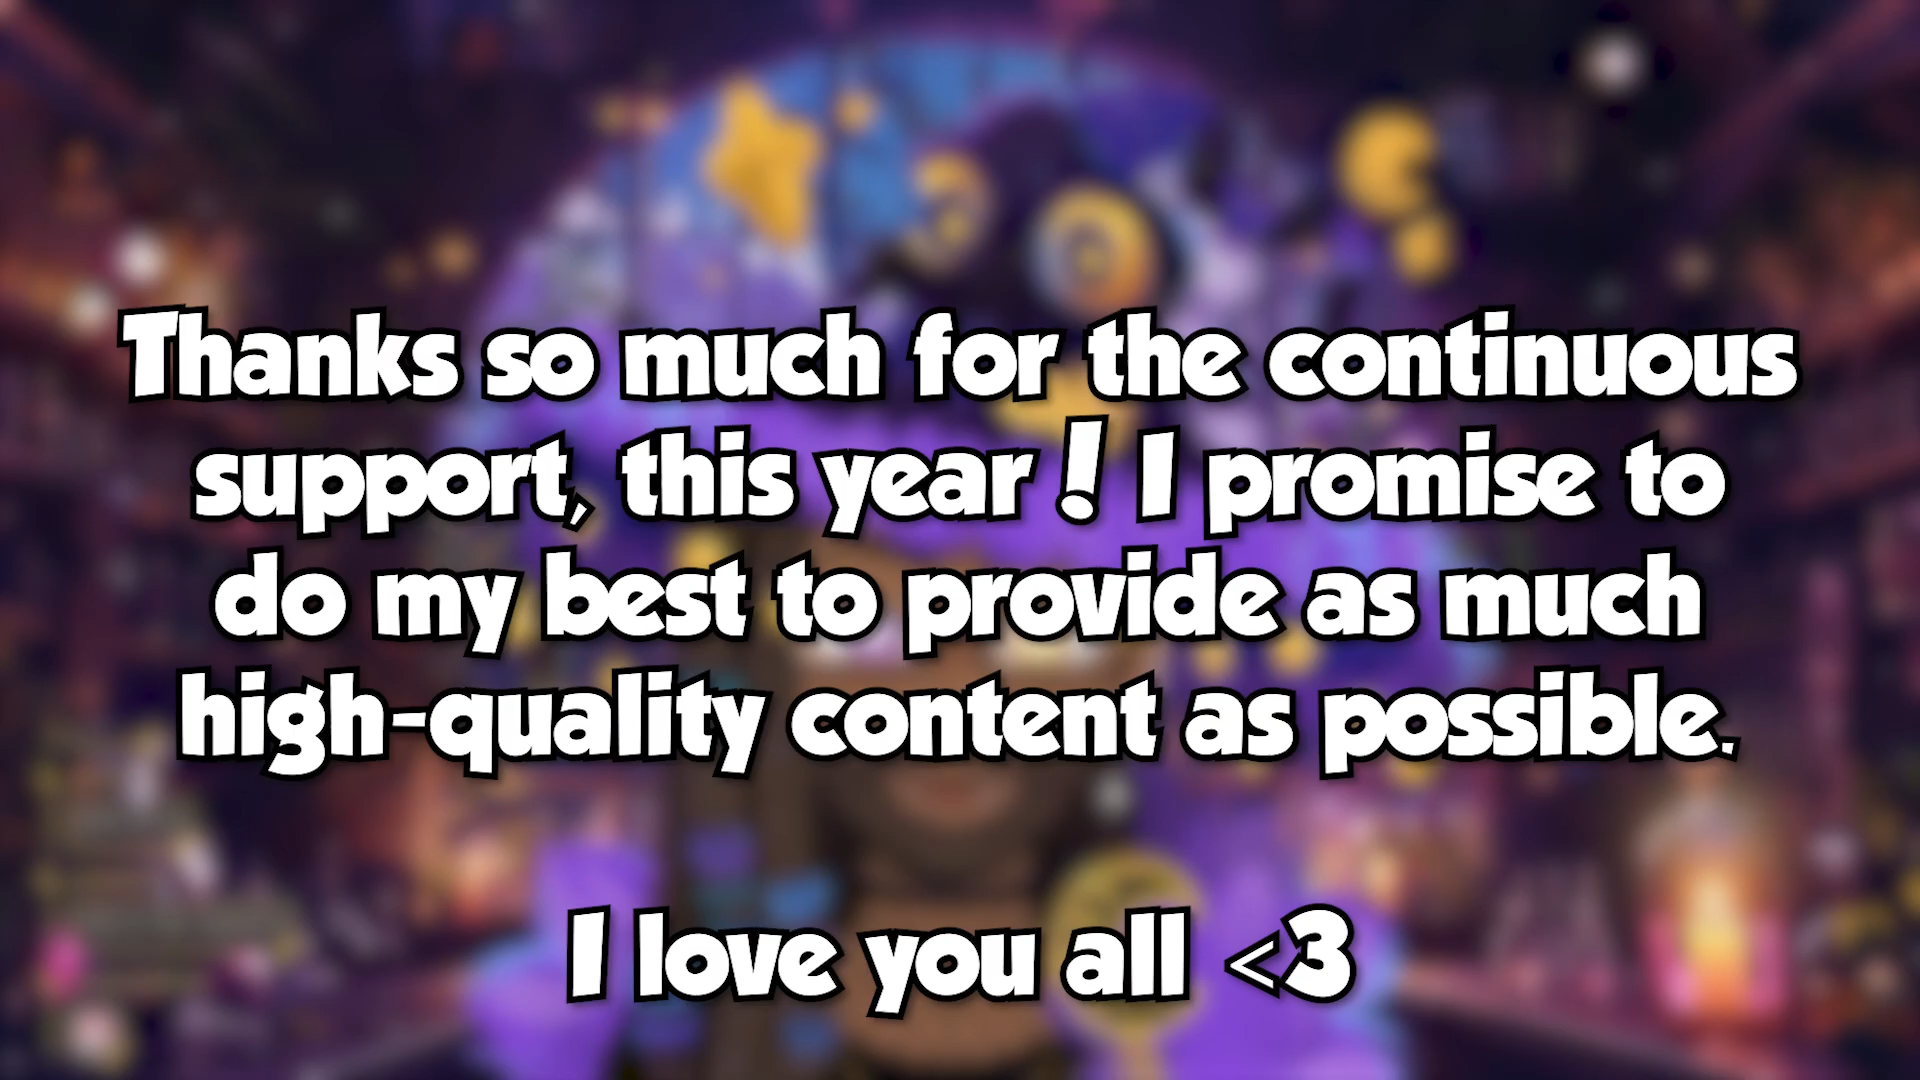 Thanks so much for the continuous
support, this year! I promise to
do my best to provide as much
high-quality content as possible.
I love you all <3